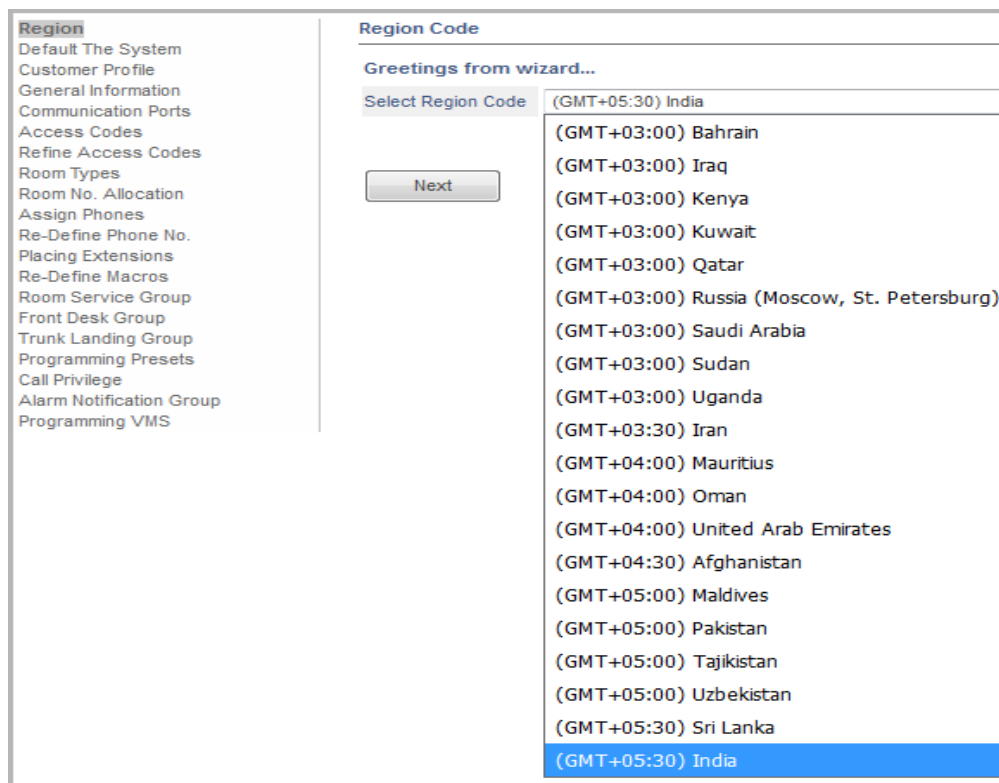 Region
Default The System
Customer Profile
General Information
Communication Ports
Access Codes
Refine Access Codes
Room Types
Room No. Allocation
Assign Phones
Re-Define Phone No.
Placing Extensions
Re-Define Macros
Room Service Group
Front Desk Group
Trunk Landing Group
Programming Presets
Call Privilege
Alarm Notification Group
Programming VMS
Region Code
Greetings from wizard...
Select Region Code (GMT+05:30) India
Next
(GMT+03:00) Bahrain
(GMT+03:00) Iraq
(GMT+03:00) Kenya
(GMT+03:00) Kuwait
(GMT+03:00) Qatar
(GMT+03:00) Russia (Moscow, St. Petersburg)
(GMT+03:00) Saudi Arabia
(GMT+03:00) Sudan
(GMT+03:00) Uganda
(GMT+03:30) Iran
(GMT+04:00) Mauritius
(GMT+04:00) Oman
(GMT+04:00) United Arab Emirates
(GMT+04:30) Afghanistan
(GMT+05:00) Maldives
(GMT+05:00) Pakistan
(GMT+05:00) Tajikistan
(GMT+05:00) Uzbekistan
(GMT+05:30) Sri Lanka
(GMT+05:30) India